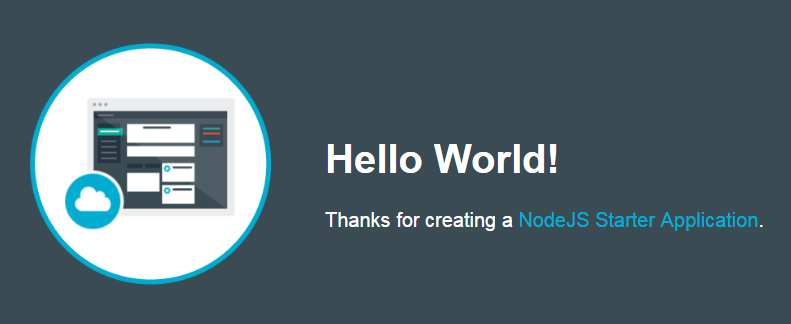 Hello World!
Thanks for creating a NodeJS Starter Application.